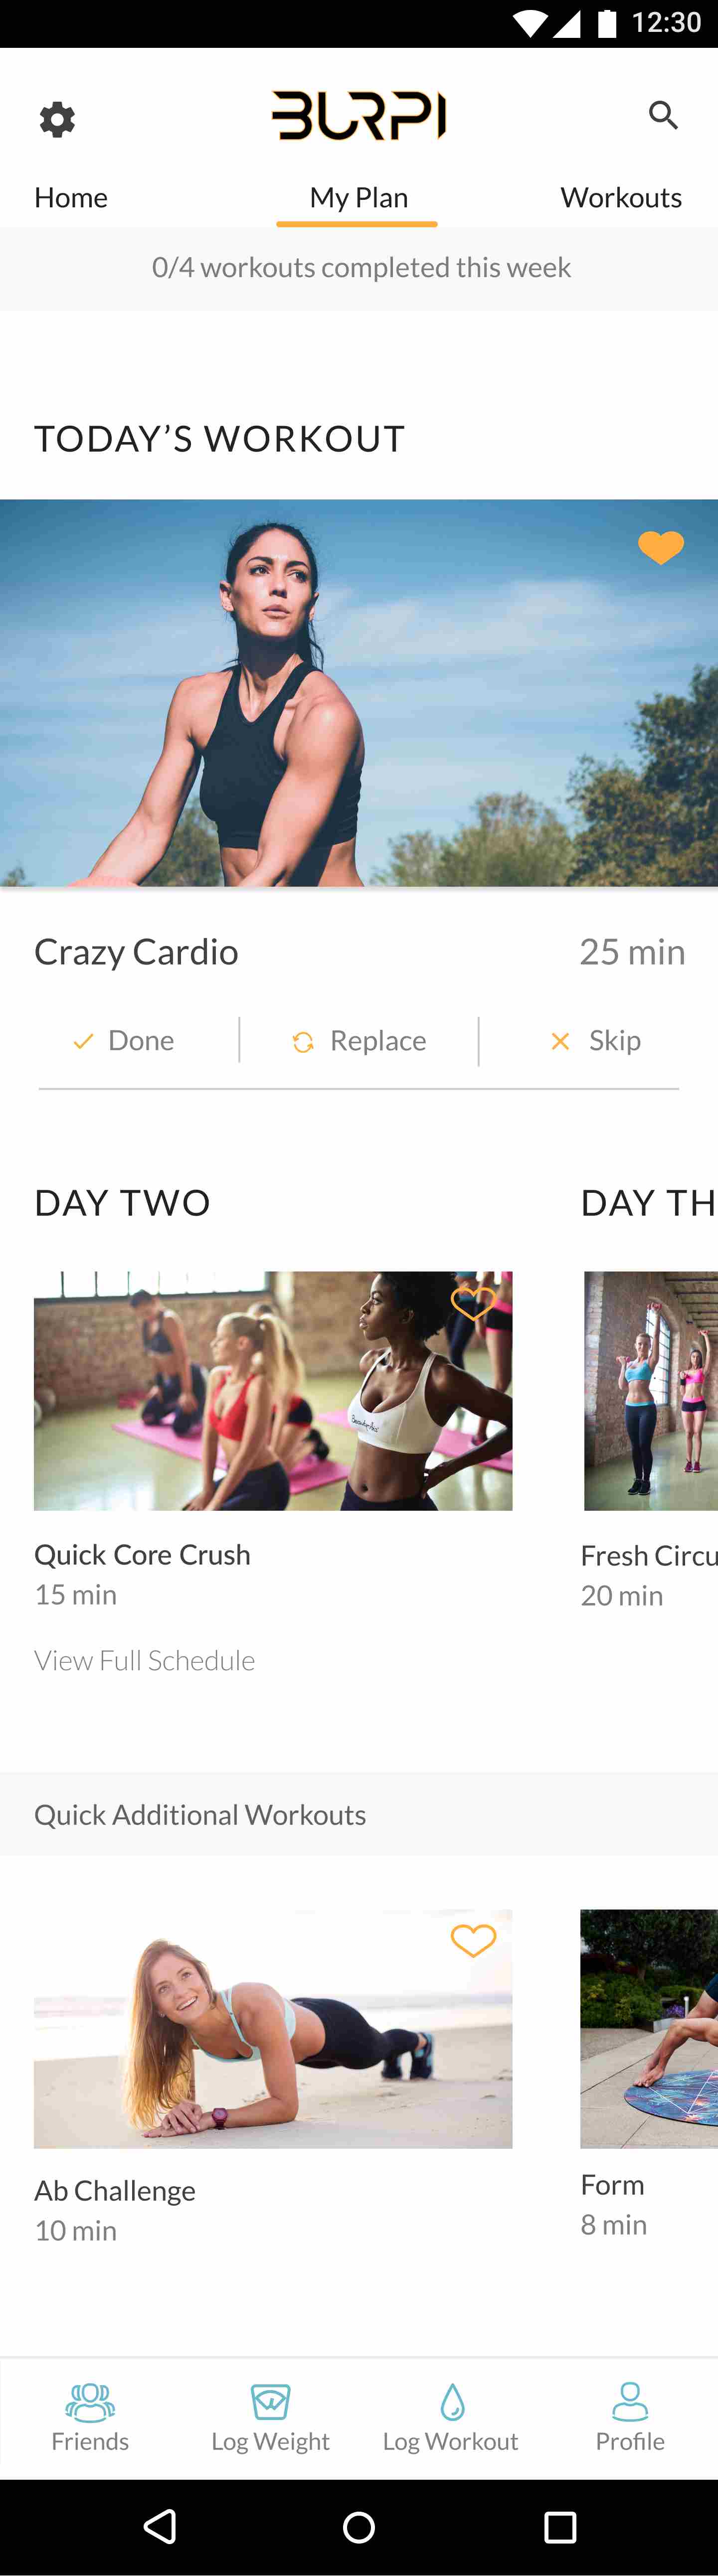 12:30
BURPI
Home
My Plan
Workouts
0/4 workouts completed this week
TODAY’S WORKOUT
Crazy Cardio
25 min
Done
Replace
Skip
DAY TWO
DAY TH
Quick Core Crush
Fresh Circu
15 min
20 min
View Full Schedule
Quick Additional Workouts
Ab Challenge
Form
10 min
8 min
Friends
Log Weight
Log Workout
Profile